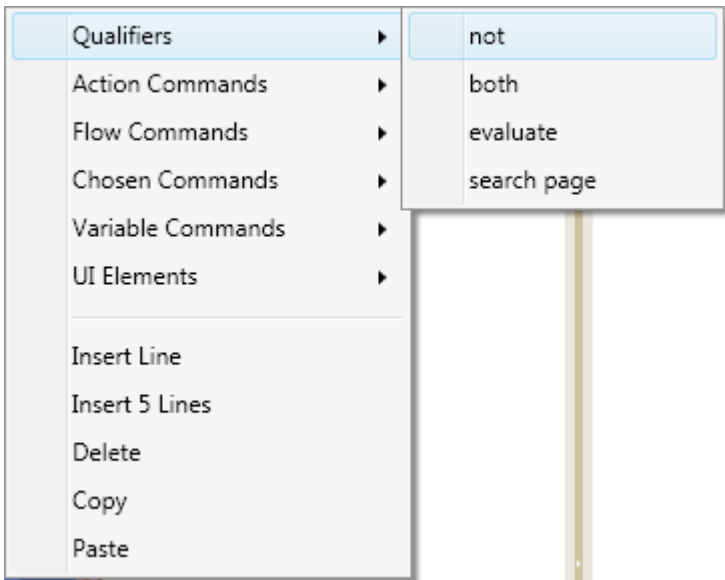 Qualifiers
Action Commands
Flow Commands
Chosen Commands
Variable Commands
UI Elements
Insert Line
Insert 5 Lines
Delete
Copy
Paste
not
both
evaluate
search page